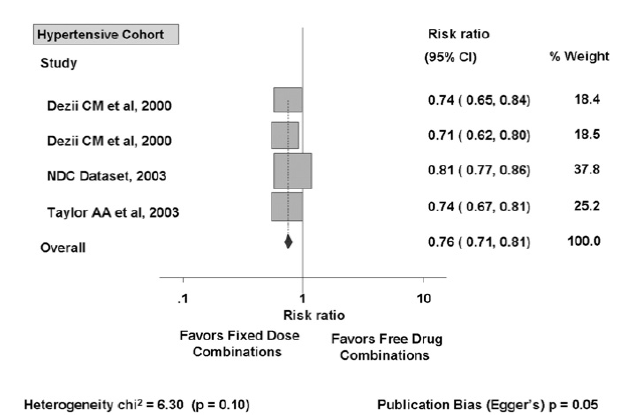 Hypertensive Cohort
Risk ratio
Study (95% CI) % Weight
Dezii CM et al, 2000 0.74 ( 0.65, 0.84) 18.4
Dezii CM et al, 2000 0.71 ( 0.62, 0.80) 18.5
NDC Dataset, 2003 0.81 ( 0.77, 0.86) 37.8
Taylor AA et al, 2003 0.74 ( 0.67, 0.81) 25.2
Overall 0.76 ( 0.71, 0.81) 100.0
.1 1 10
Risk ratio
Favors Fixed Dose Favors Free Drug
Combinations Combinations
Heterogeneity chi² = 6.30 (p = 0.10) Publication Bias (Egger's) p = 0.05